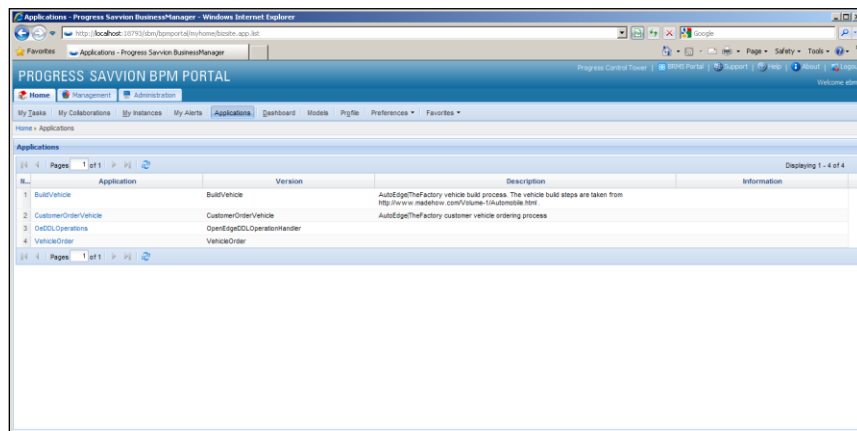 Applications - Progress Savvion BusinessManager - Windows Internet Explorer
http://localhost:18793/sbm/bpmportal/myhome/bizsite.app.list
Google
Favorites Applications - Progress Savvion BusinessManager
Page Safety Tools
PROGRESS SAVVION BPM PORTAL
Progress Control Tower | BRMS Portal | Support | Help | About | Logou
Welcome ebm
Home Management Administration
My Tasks My Collaborations My Instances My Alerts Applications Dashboard Models Profile Preferences Favorites
Home › Applications
Applications
Pages 1 of 1 Displaying 1 - 4 of 4
N... Application Version Description Information
1 BuildVehicle BuildVehicle AutoEdge|TheFactory vehicle build process. The vehicle build steps are taken from
http://www.madehow.com/Volume-1/Automobile.html .
2 CustomerOrderVehicle CustomerOrderVehicle AutoEdge|TheFactory customer vehicle ordering process
3 OeDDLOperations OpenEdgeDDLOperationHandler
4 VehicleOrder VehicleOrder
Pages 1 of 1